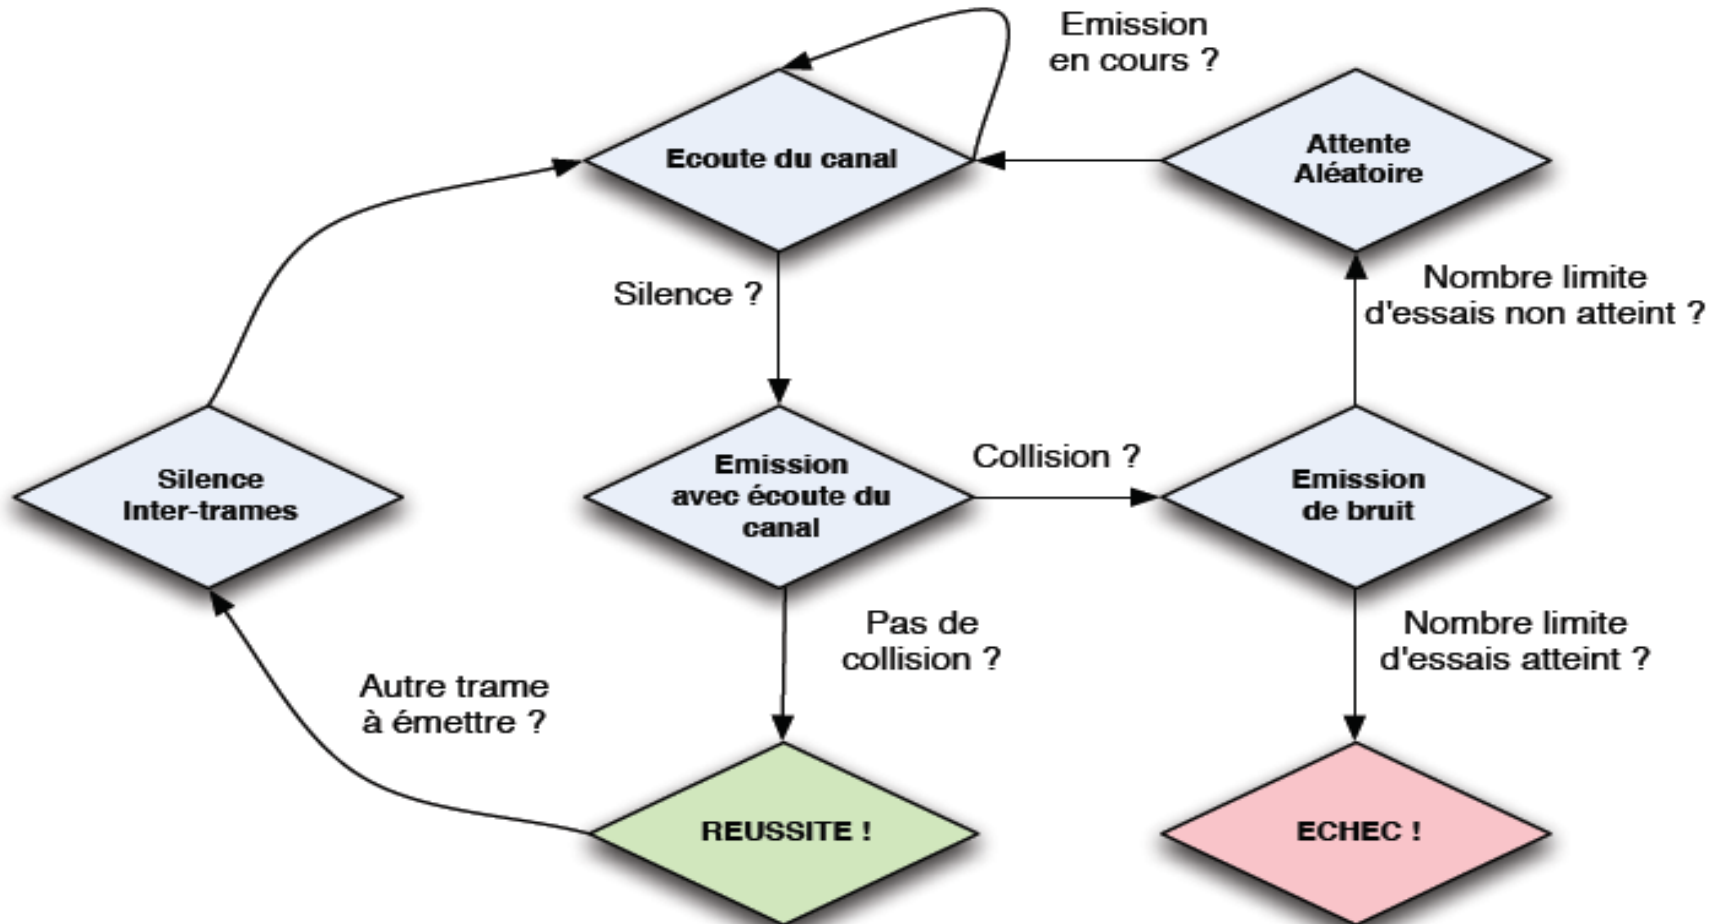 Emission
en cours ?
Ecoute du canal
Attente
Aléatoire
Silence ?
Nombre limite
d'essais non atteint ?
Silence
Inter-trames
Emission
avec écoute du
canal
Collision ?
Emission
de bruit
Pas de
collision ?
Nombre limite
d'essais atteint ?
Autre trame
à émettre ?
REUSSITE !
ECHEC !